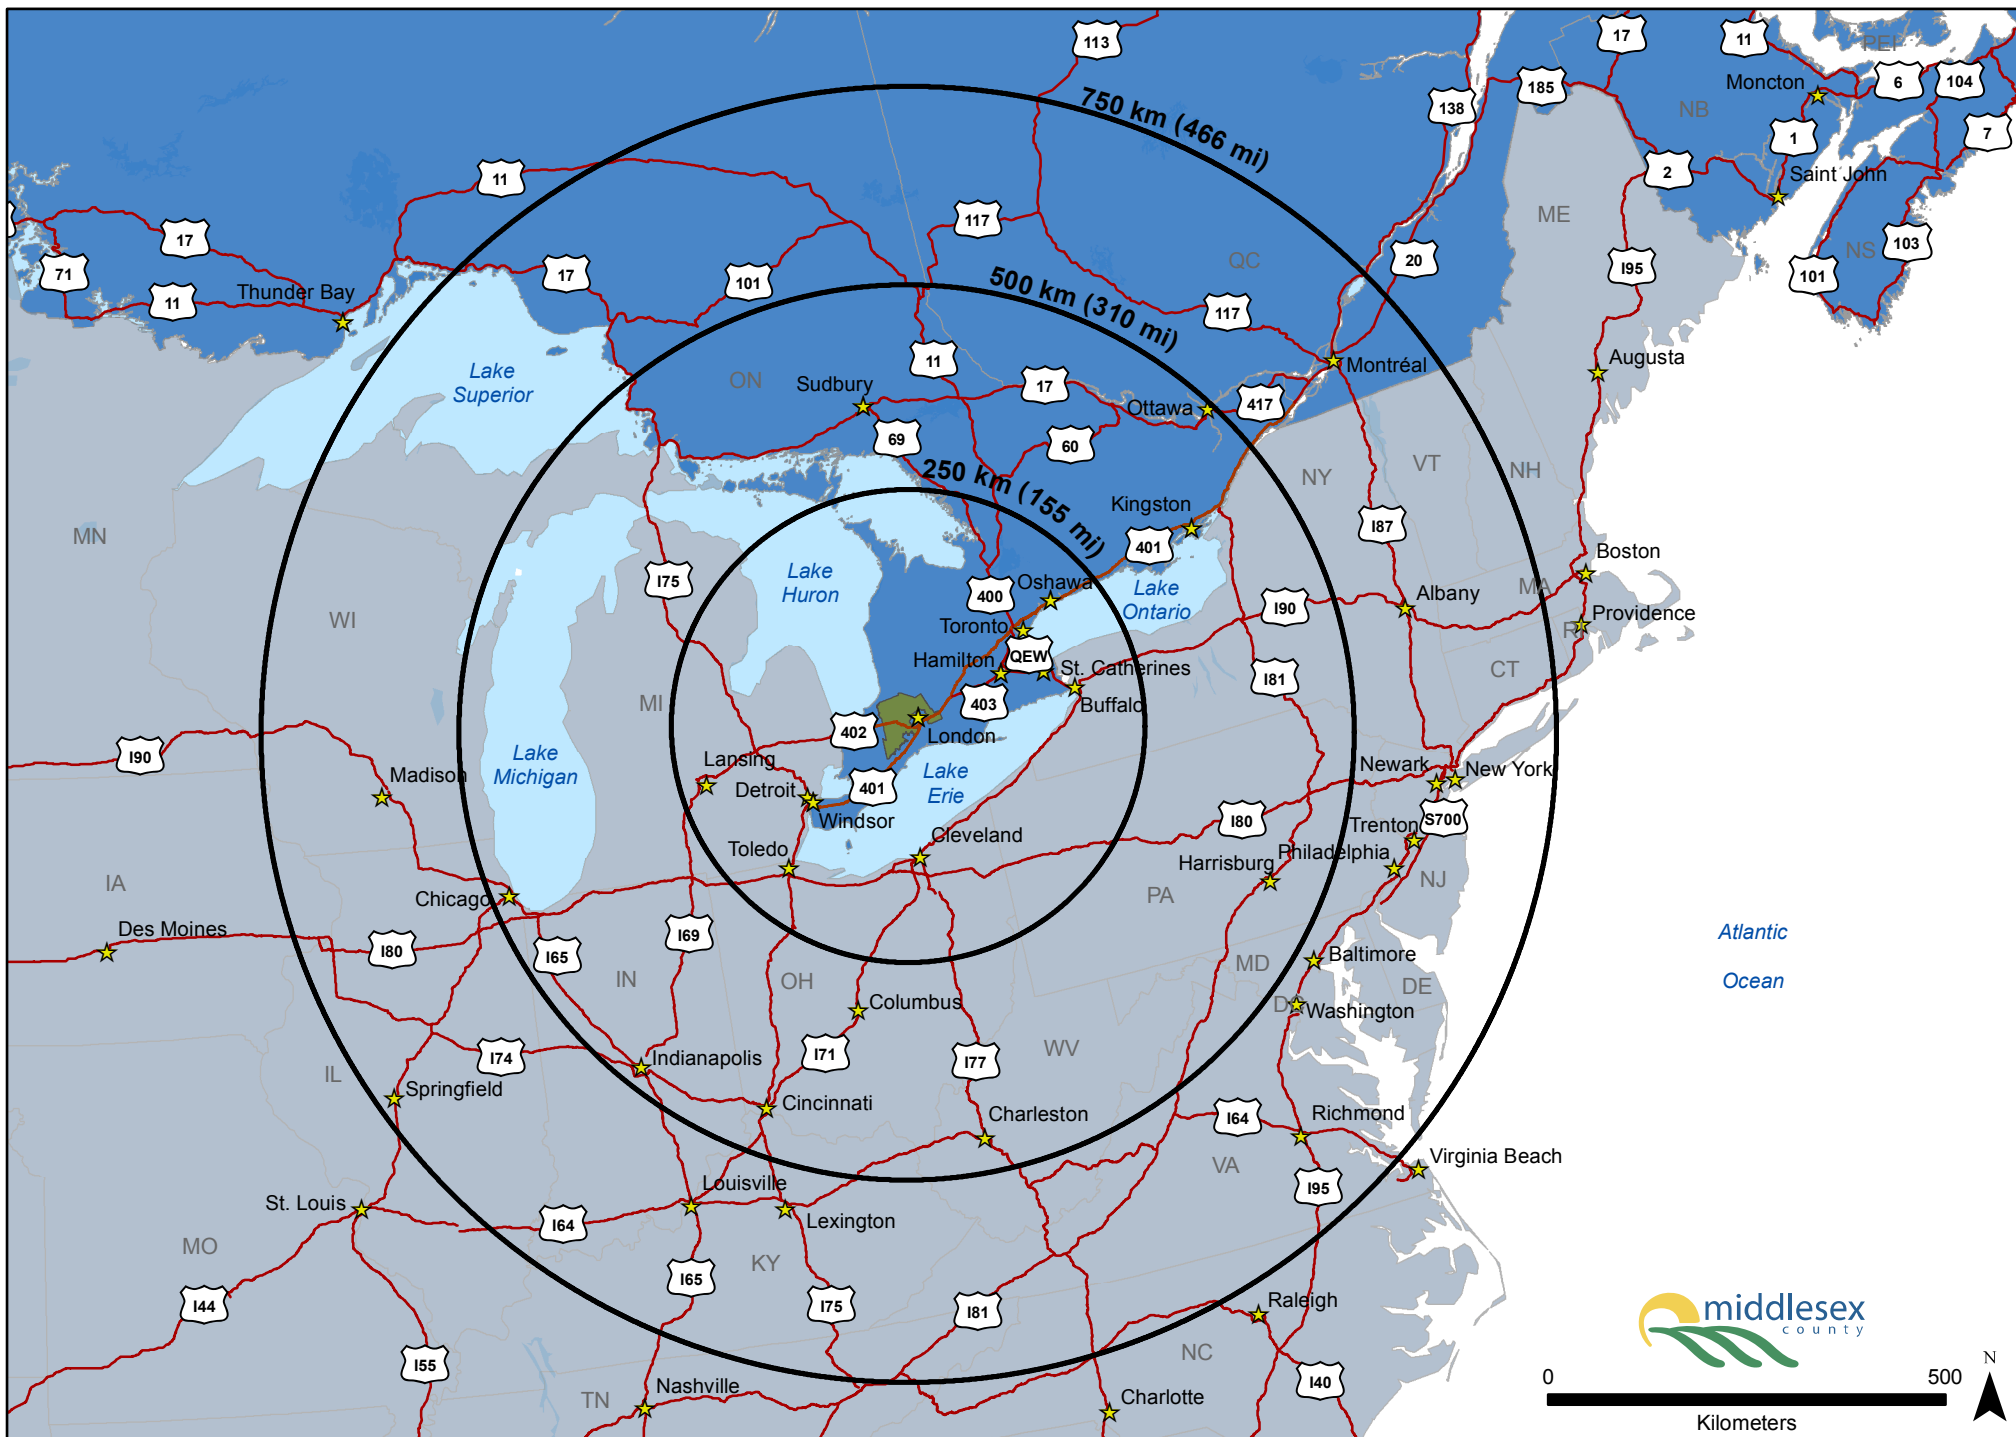 113
17
11
PEI
6
104
Moncton
185
138
NB
750 km (466 mi)
1
7
2
Saint John
11
ME
117
17
71
QC
20
NS
103
I95
101
17
101
500 km (310 mi)
11
Thunder Bay
117
Montréal
Augusta
11
Lake
Superior
ON
Sudbury
17
Ottawa
417
69
60
250 km (155 mi)
NY
VT
NH
MN
Kingston
I87
401
Boston
Lake
Huron
I75
Oshawa
Lake
Ontario
MA
400
I90
Albany
WI
Toronto
Providence
RI
QEW
Hamilton
St. Catherines
CT
I81
MI
403
Buffalo
402
London
I90
Lake
Michigan
Lansing
Newark
New York
Madison
Detroit
Lake
Erie
401
Windsor
I80
S700
Trenton
Cleveland
Toledo
Philadelphia
Harrisburg
IA
PA
NJ
Chicago
Des Moines
I69
Atlantic
Ocean
I80
I65
Baltimore
MD
IN
OH
DE
Columbus
DC
Washington
WV
I74
Indianapolis
I71
I77
IL
Springfield
Cincinnati
Charleston
I64
Richmond
VA
Virginia Beach
Louisville
I95
St. Louis
I64
Lexington
MO
KY
I65
I44
I75
I81
Raleigh
middlesex
county
NC
I55
I40
N
0
500
Nashville
TN
Charlotte
Kilometers